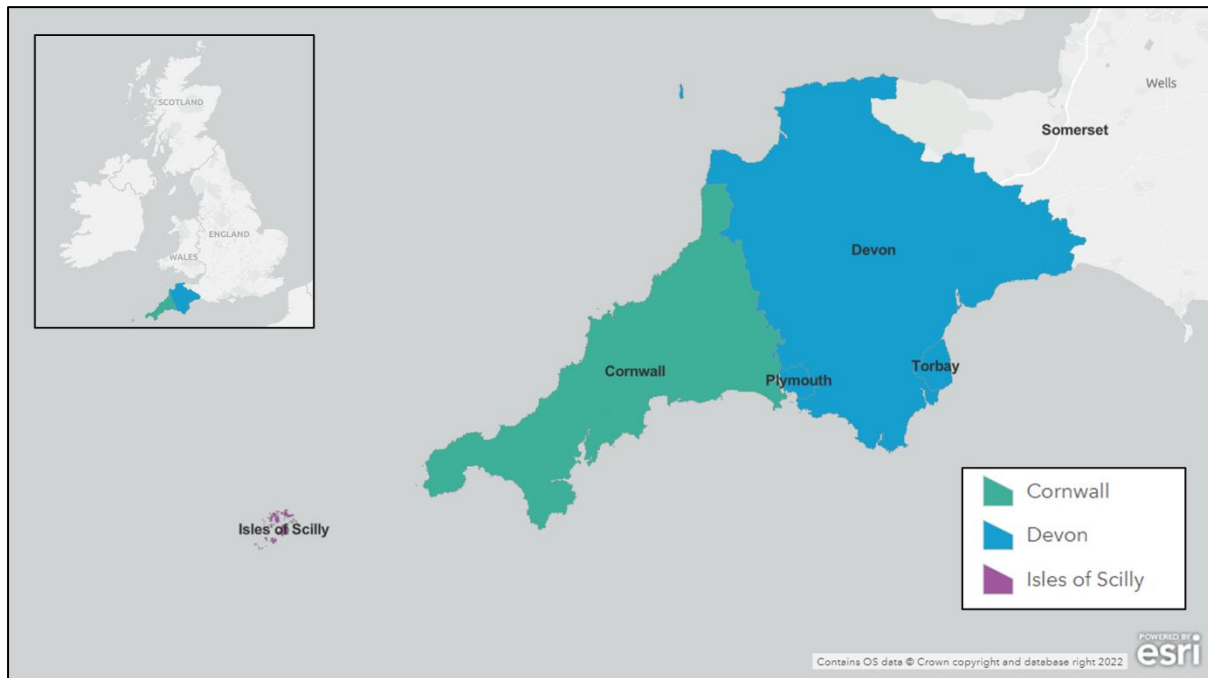 SCOTLAND
ENGLAND
WALES
Wells
Somerset
Devon
Cornwall
Plymouth
Torbay
Isles of Scilly
Cornwall
Devon
Isles of Scilly
Contains OS data © Crown copyright and database right 2022
POWERED BY
esri